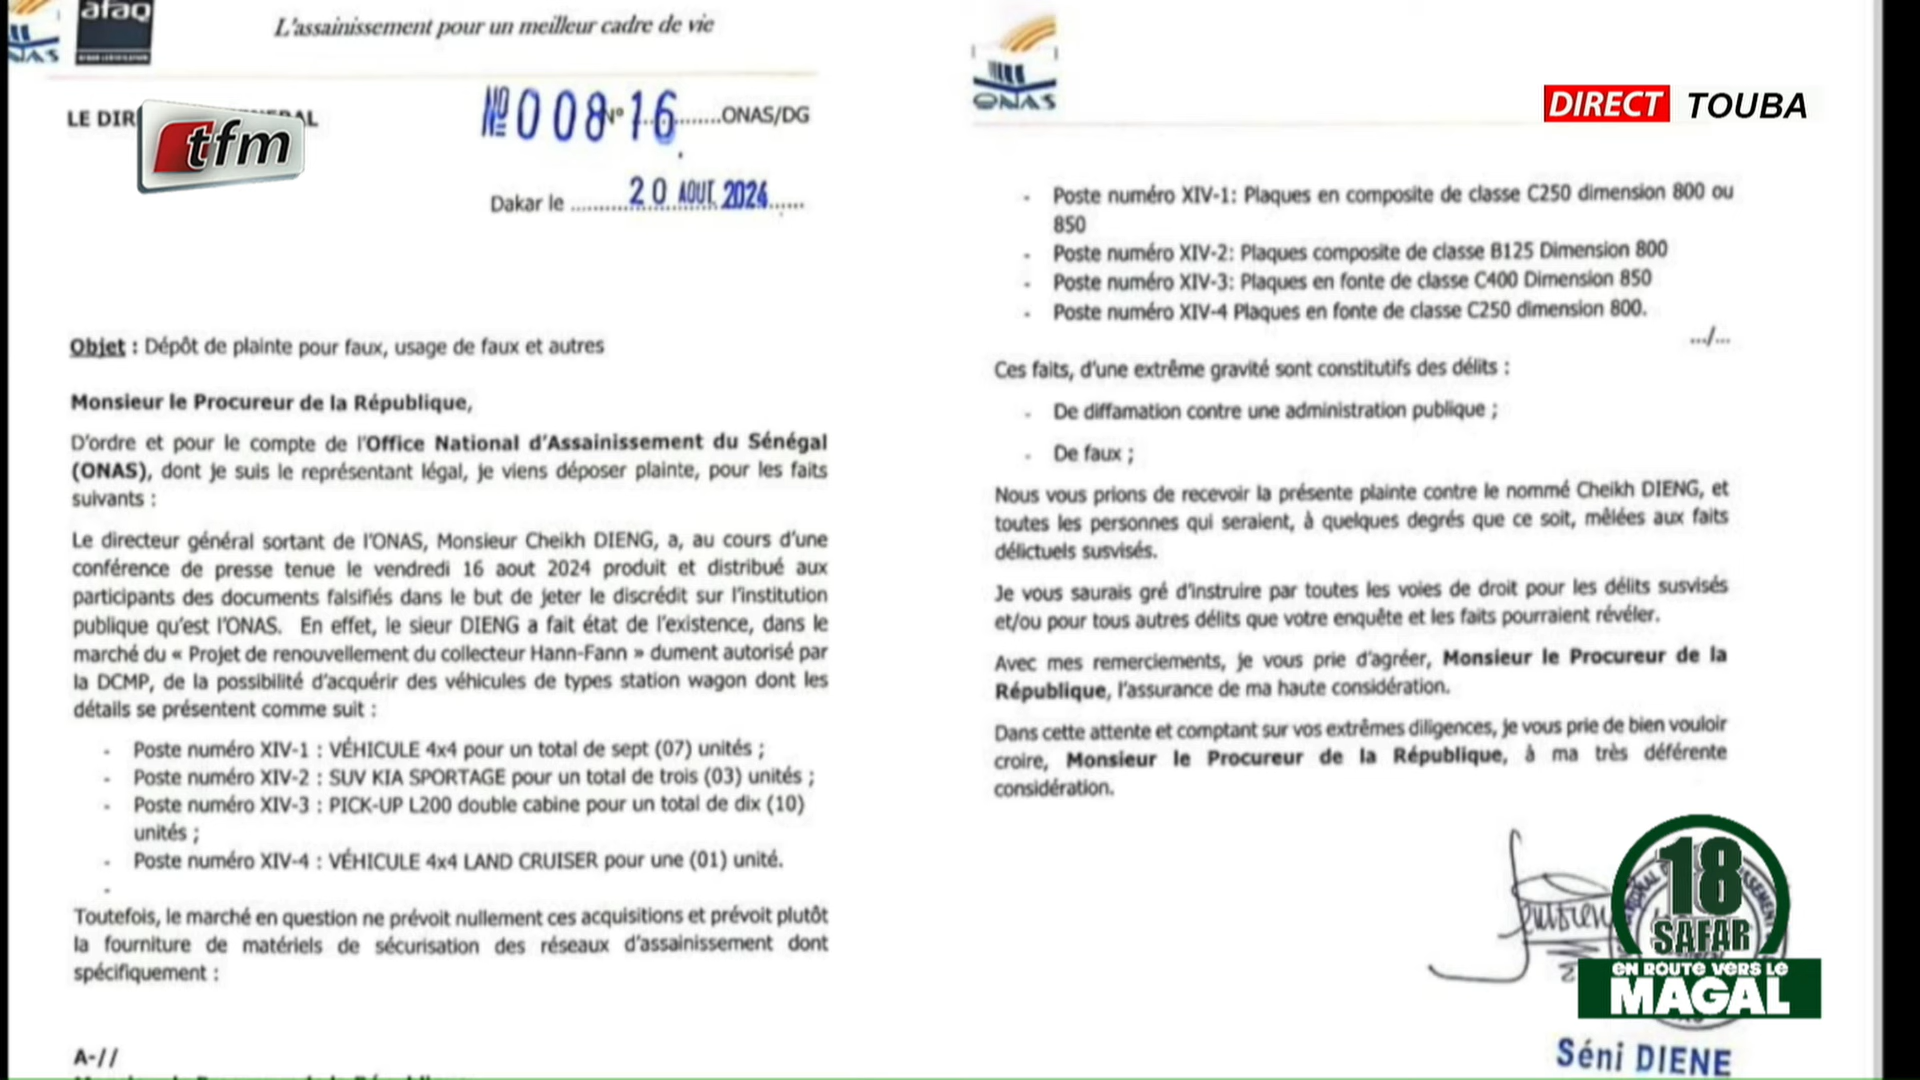 afaq
ONAS
L'assainissement pour un meilleur cadre de vie
LE DIR
tfm
N° 00816 ........ONAS/DG
Dakar le ............20 AOUT 2024......
Objet : Dépôt de plainte pour faux, usage de faux et autres
Monsieur le Procureur de la République,
D'ordre et pour le compte de l'Office National d'Assainissement du Sénégal
(ONAS), dont je suis le représentant légal, je viens déposer plainte, pour les faits
suivants :
Le directeur général sortant de l'ONAS, Monsieur Cheikh DIENG, a, au cours d'une
conférence de presse tenue le vendredi 16 aout 2024 produit et distribué aux
participants des documents falsifiés dans le but de jeter le discrédit sur l'institution
publique qu'est l'ONAS. En effet, le sieur DIENG a fait état de l'existence, dans le
marché du « Projet de renouvellement du collecteur Hann-Fann » dument autorisé par
la DCMP, de la possibilité d'acquérir des véhicules de types station wagon dont les
détails se présentent comme suit :
- Poste numéro XIV-1 : VÉHICULE 4x4 pour un total de sept (07) unités ;
- Poste numéro XIV-2 : SUV KIA SPORTAGE pour un total de trois (03) unités ;
- Poste numéro XIV-3 : PICK-UP L200 double cabine pour un total de dix (10)
unités ;
- Poste numéro XIV-4 : VÉHICULE 4x4 LAND CRUISER pour une (01) unité.
-
Toutefois, le marché en question ne prévoit nullement ces acquisitions et prévoit plutôt
la fourniture de matériels de sécurisation des réseaux d'assainissement dont
spécifiquement :
A-//
ONAS
DIRECT TOUBA
- Poste numéro XIV-1: Plaques en composite de classe C250 dimension 800 ou
850
- Poste numéro XIV-2: Plaques composite de classe B125 Dimension 800
- Poste numéro XIV-3: Plaques en fonte de classe C400 Dimension 850
- Poste numéro XIV-4 Plaques en fonte de classe C250 dimension 800.
.../...
Ces faits, d'une extrême gravité sont constitutifs des délits :
- De diffamation contre une administration publique ;
- De faux ;
Nous vous prions de recevoir la présente plainte contre le nommé Cheikh DIENG, et
toutes les personnes qui seraient, à quelques degrés que ce soit, mêlées aux faits
délictuels susvisés.
Je vous saurais gré d'instruire par toutes les voies de droit pour les délits susvisés
et/ou pour tous autres délits que votre enquête et les faits pourraient révéler.
Avec mes remerciements, je vous prie d'agréer, Monsieur le Procureur de la
République, l'assurance de ma haute considération.
Dans cette attente et comptant sur vos extrêmes diligences, je vous prie de bien vouloir
croire, Monsieur le Procureur de la République, à ma très déférente
considération.
18
SAFAR
EN ROUTE VERS LE
MAGAL
Séni DIENE